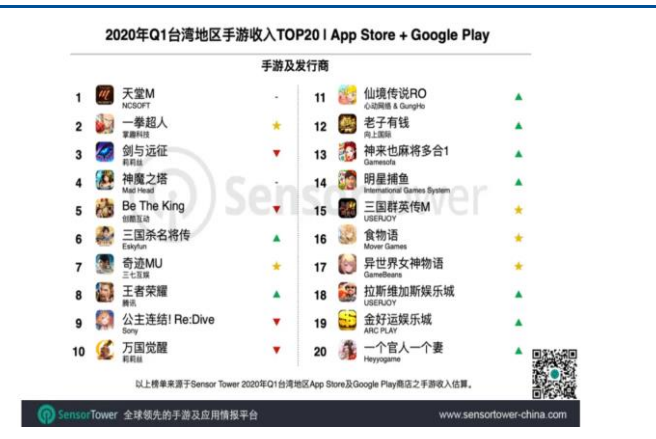 2020年Q1台湾地区手游收入TOP20 | App Store + Google Play
手游及发行商
1 天堂M -
NCSOFT
2 一拳超人 ★
掌趣科技
3 剑与远征 ▼
莉莉丝
4 神魔之塔 -
Mad Head
5 Be The King ▼
创酷互动
6 三国杀名将传 ▲
Eskyfun
7 奇迹MU ★
三七互娱
8 王者荣耀 ▲
腾讯
9 公主连结! Re:Dive ▼
Sony
10 万国觉醒 ▼
莉莉丝
11 仙境传说RO ▲
心动网络 & GungHo
12 老子有钱 ▲
向上国际
13 神来也麻将多合1 ▲
Gamesofa
14 明星捕鱼 ▲
International Games System
15 三国群英传M ★
USERJOY
16 食物语 ★
Mover Games
17 异世界女神物语 ★
GameBeans
18 拉斯维加斯娱乐城 ▲
USERJOY
19 金好运娱乐城 ▲
ARC PLAY
20 一个官人一个妻 ▲
Heyyogame
SensorTower
以上榜单来源于Sensor Tower 2020年Q1台湾地区App Store及Google Play商店之手游收入估算。
SensorTower 全球领先的手游及应用情报平台
www.sensortower-china.com